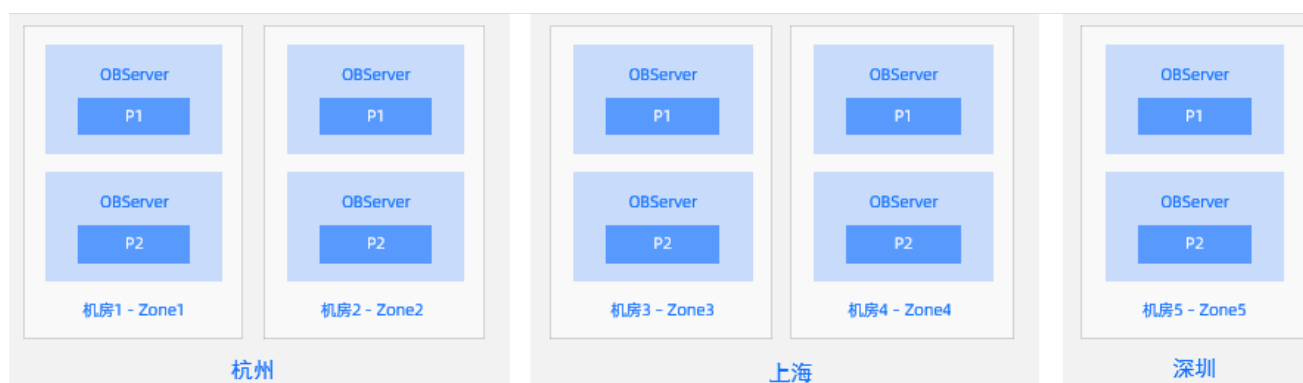 OBServer
OBServer
OBServer
OBServer
OBServer
P1
P1
P1
P1
P1
OBServer
OBServer
OBServer
OBServer
OBServer
P2
P2
P2
P2
P2
机房1 - Zone1
机房2 - Zone2
机房3 - Zone3
机房4 - Zone4
机房5 - Zone5
杭州
上海
深圳